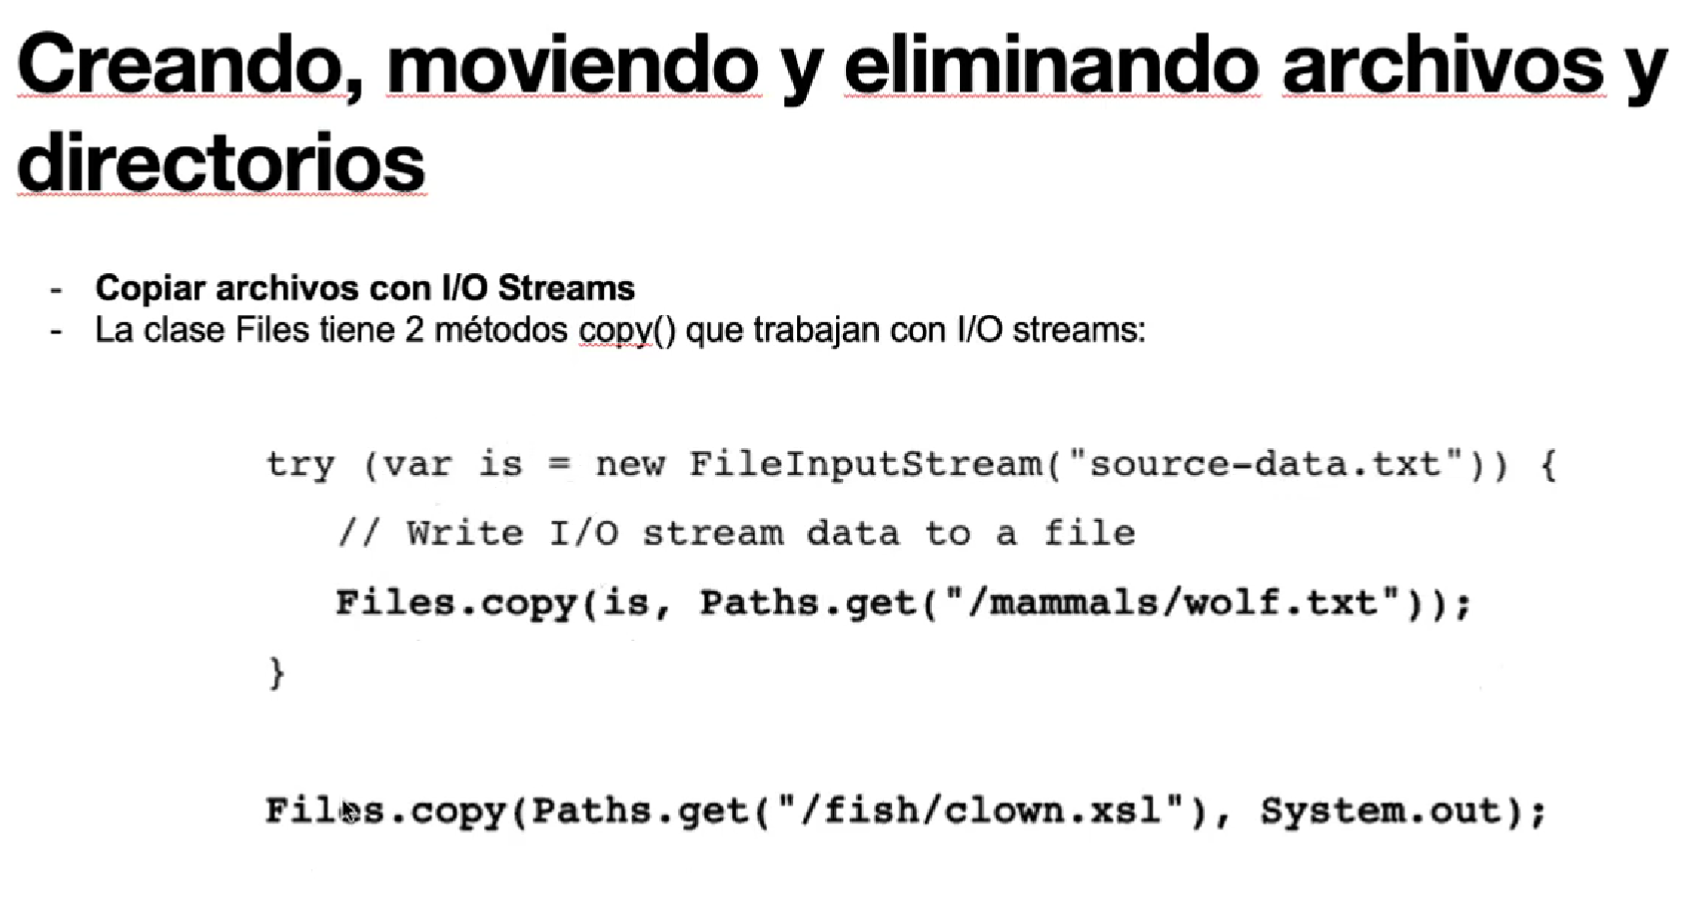 Creando, moviendo y eliminando archivos y
directorios
- Copiar archivos con I/O Streams
- La clase Files tiene 2 métodos copy() que trabajan con I/O streams:
try (var is = new FileInputStream("source-data.txt")) {
// Write I/O stream data to a file
Files.copy(is, Paths.get("/mammals/wolf.txt"));
}
Files.copy(Paths.get("/fish/clown.xsl"), System.out);